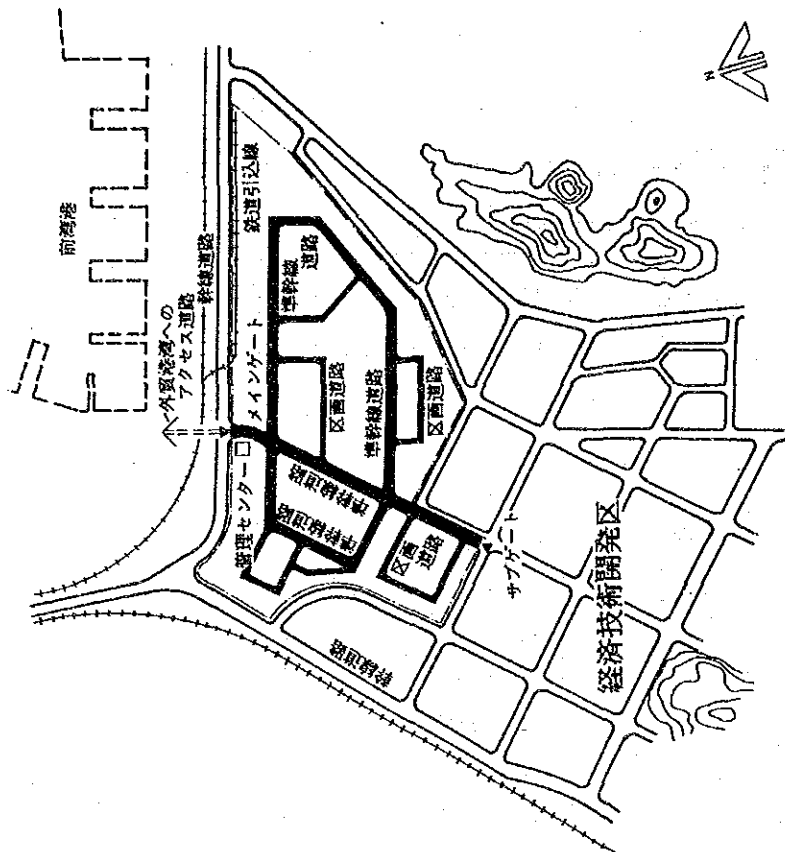 前湾港
外貿港湾への
アクセス道路
幹線道路
鉄道引込線
準幹線
道路
メインゲート
区画道路
準幹線道路
区画道路
管理センター
準幹線道路
準幹線道路
区画
道路
サブゲート
幹線道路
経済技術開発区
N